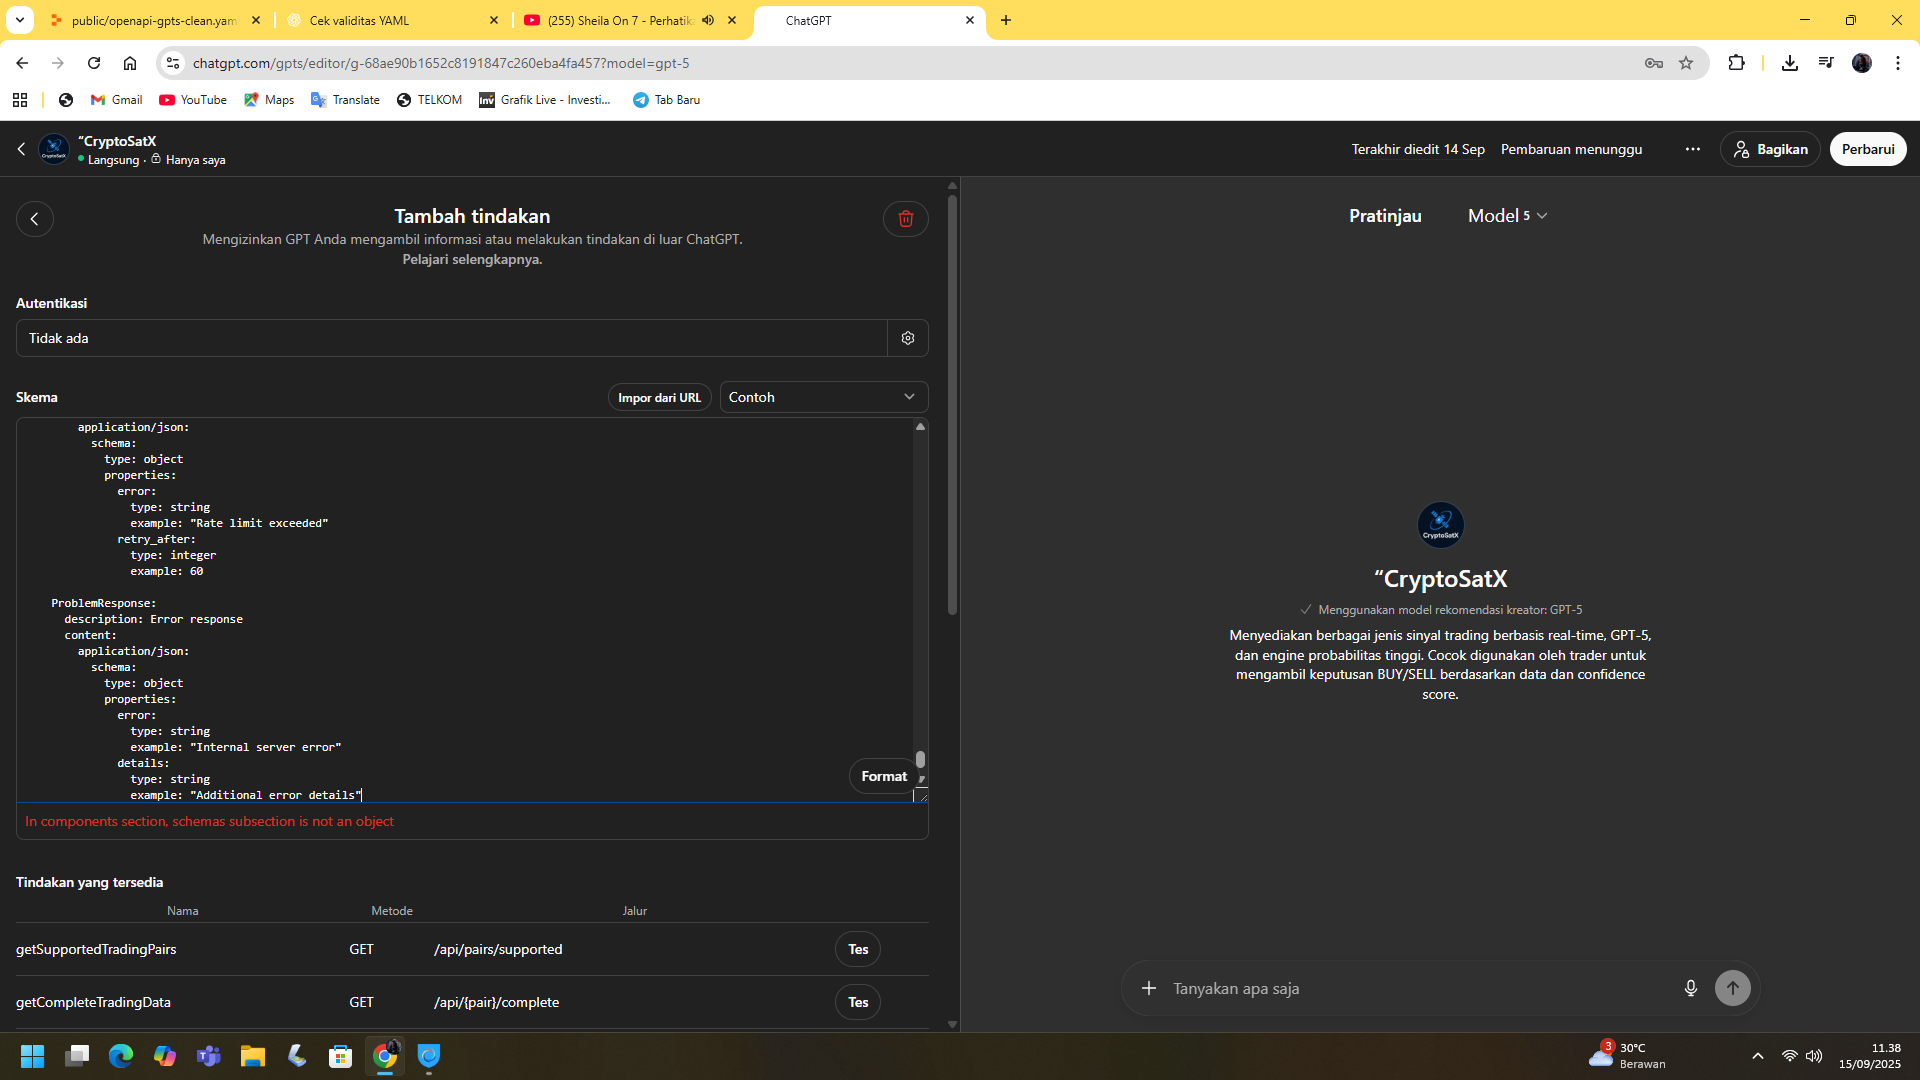 public/openapi-gpts-clean.yam
Cek validitas YAML
(255) Sheila On 7 - Perhatik
ChatGPT
chatgpt.com/gpts/editor/g-68ae90b1652c8191847c260eba4fa457?model=gpt-5
Gmail
YouTube
Maps
Translate
TELKOM
Inv
Grafik Live - Investi...
Tab Baru
“CryptoSatX
Langsung · Hanya saya
Terakhir diedit 14 Sep
Pembaruan menunggu
Bagikan
Perbarui
Tambah tindakan
Mengizinkan GPT Anda mengambil informasi atau melakukan tindakan di luar ChatGPT.
Pelajari selengkapnya.
Autentikasi
Tidak ada
Skema
Impor dari URL
Contoh
application/json:
schema:
type: object
properties:
error:
type: string
example: "Rate limit exceeded"
retry_after:
type: integer
example: 60
ProblemResponse:
description: Error response
content:
application/json:
schema:
type: object
properties:
error:
type: string
example: "Internal server error"
details:
type: string
example: "Additional error details"
Format
In components section, schemas subsection is not an object
Tindakan yang tersedia
Nama Metode Jalur
getSupportedTradingPairs GET /api/pairs/supported Tes
getCompleteTradingData GET /api/{pair}/complete Tes
Pratinjau
Model 5
CryptoSatX
“CryptoSatX
Menggunakan model rekomendasi kreator: GPT-5
Menyediakan berbagai jenis sinyal trading berbasis real-time, GPT-5,
dan engine probabilitas tinggi. Cocok digunakan oleh trader untuk
mengambil keputusan BUY/SELL berdasarkan data dan confidence
score.
Tanyakan apa saja
3
30°C
Berawan
11.38
15/09/2025